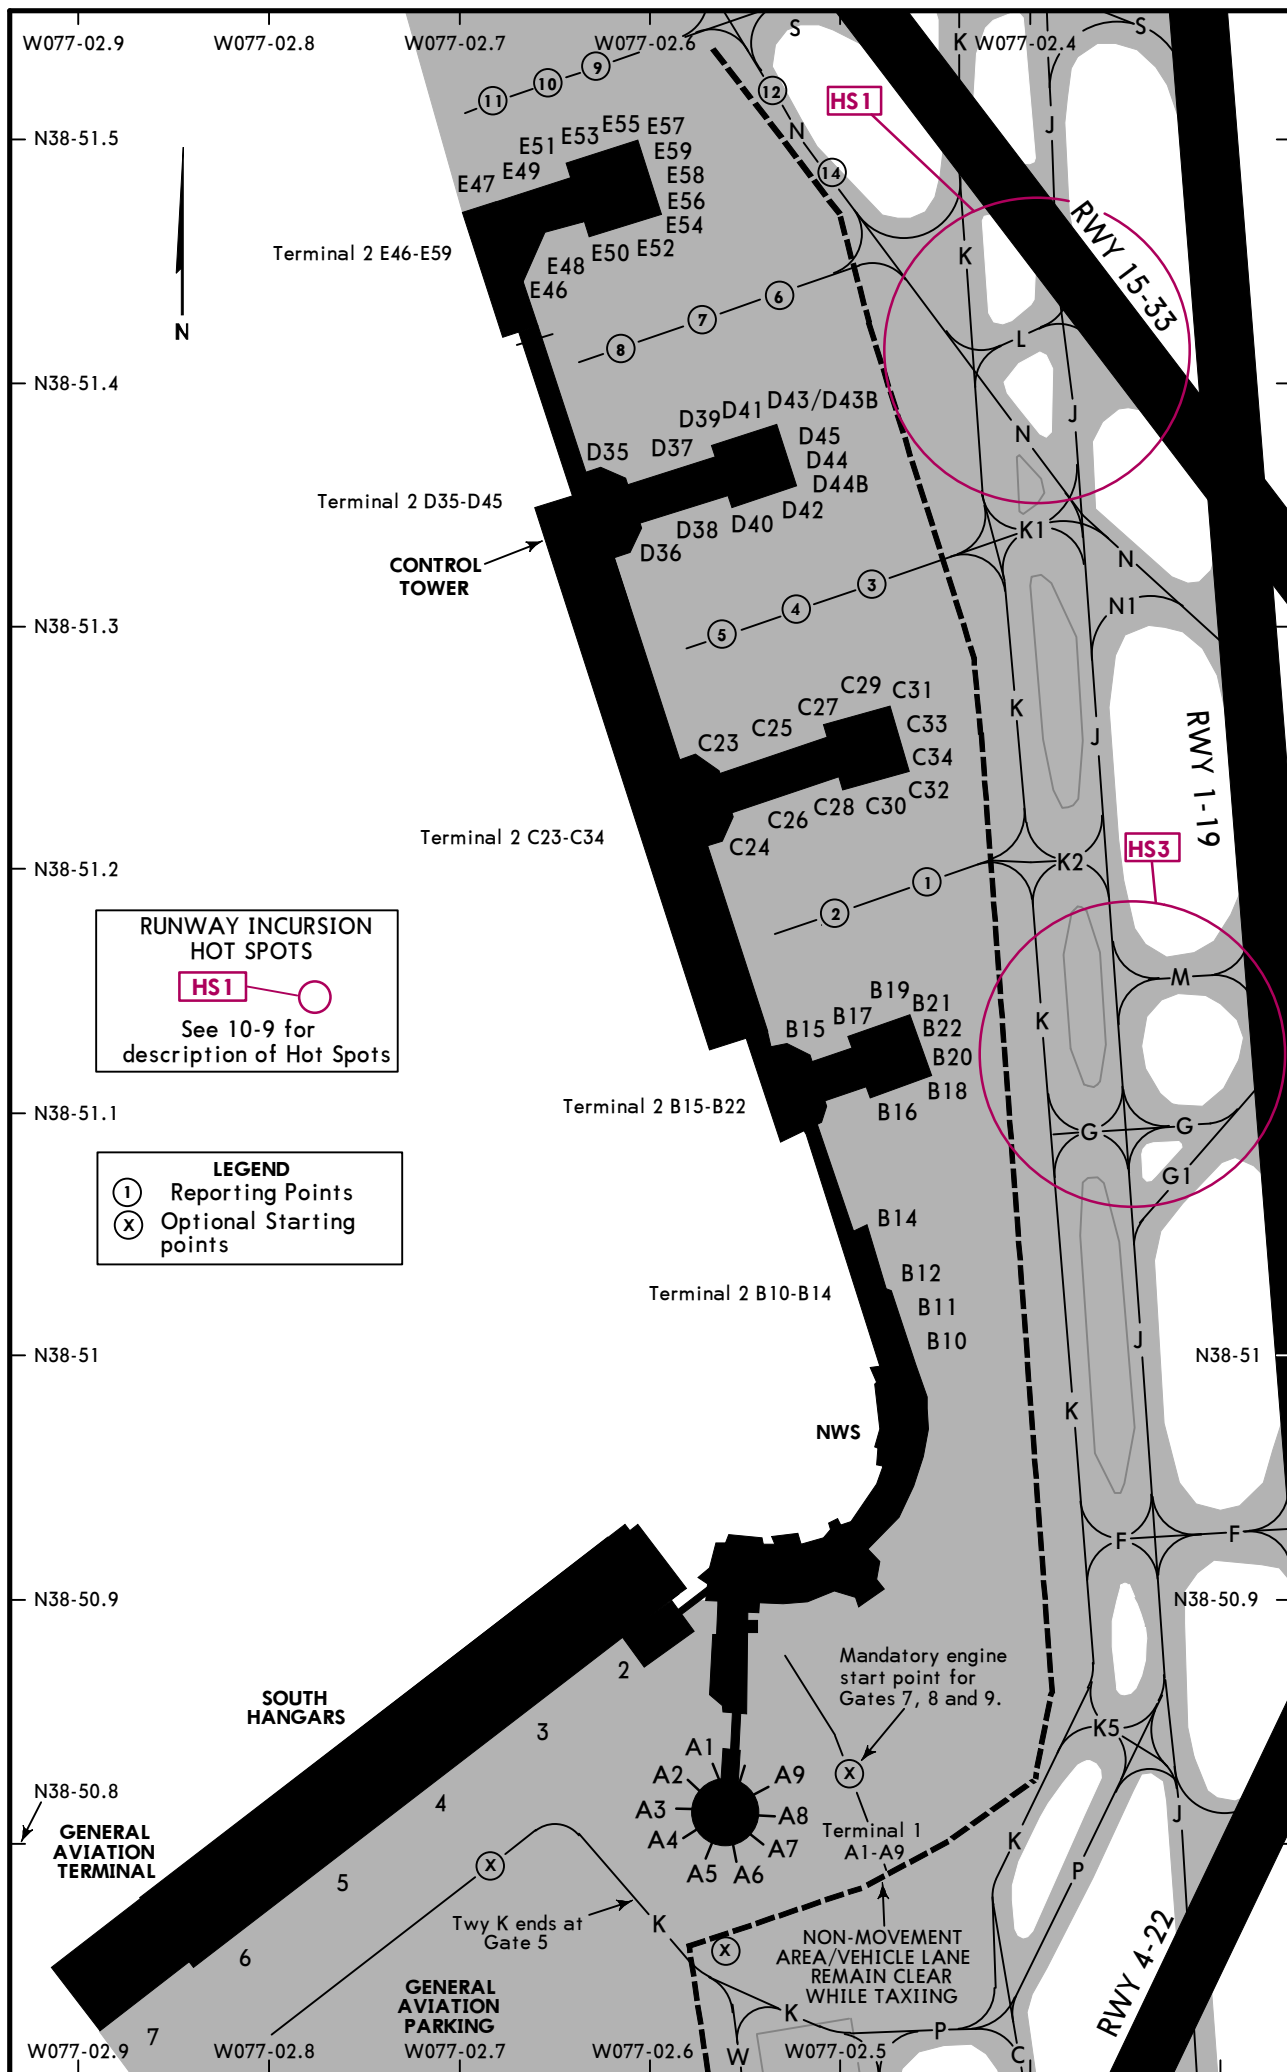 W077-02.9
W077-02.8
W077-02.7
W077-02.6
W077-02.4
S
K
S
N38-51.5
11
10
9
12
N
14
HS1
J
E47
E49
E51
E53
E55
E57
E59
E58
E56
E54
E52
E50
E48
E46
Terminal 2 E46-E59
N
8
7
6
K
L
RWY 15-33
N38-51.4
J
N
D35
D37
D39
D41
D43/D43B
D45
D44
D44B
D42
D40
D38
D36
Terminal 2 D35-D45
CONTROL
TOWER
K1
N
N1
N38-51.3
5
4
3
C23
C25
C27
C29
C31
C33
C34
C32
C30
C28
C26
C24
K
J
RWY 1-19
Terminal 2 C23-C34
N38-51.2
2
1
K2
HS3
RUNWAY INCURSION
HOT SPOTS
HS1
See 10-9 for
description of Hot Spots
B15
B17
B19
B21
B22
B20
B18
B16
K
M
Terminal 2 B15-B22
N38-51.1
G
G
G1
LEGEND
1 Reporting Points
X Optional Starting
points
B14
B12
B11
B10
Terminal 2 B10-B14
N38-51
J
N38-51
K
NWS
F
F
N38-50.9
N38-50.9
2
3
4
5
6
7
SOUTH
HANGARS
Mandatory engine
start point for
Gates 7, 8 and 9.
K5
X
A1
A2
A3
A4
A5
A6
A7
A8
A9
Terminal 1
A1-A9
N38-50.8
GENERAL
AVIATION
TERMINAL
X
J
K
P
Twy K ends at
Gate 5
K
X
NON-MOVEMENT
AREA/VEHICLE LANE
REMAIN CLEAR
WHILE TAXIING
RWY 4-22
GENERAL
AVIATION
PARKING
K
P
W
C
W077-02.9
W077-02.8
W077-02.7
W077-02.6
W077-02.5